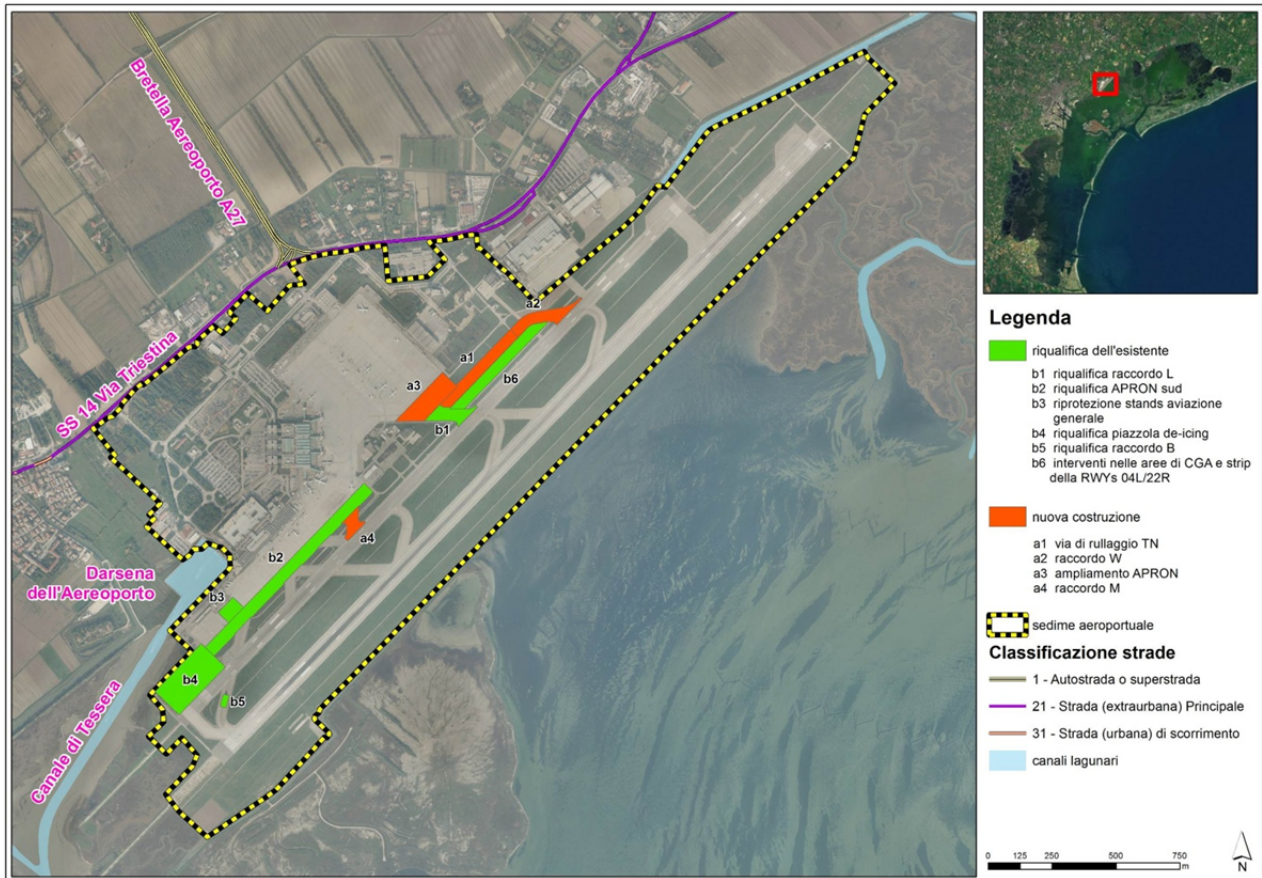 Bretella Aereoporto A27
SS 14 Via Triestina
a2
a1
a3
b6
b1
a4
b2
Darsena
dell'Aereoporto
b3
b4
b5
Canale di Tessera
Legenda
riqualifica dell'esistente
b1 riqualifica raccordo L
b2 riqualifica APRON sud
b3 riprotezione stands aviazione
generale
b4 riqualifica piazzola de-icing
b5 riqualifica raccordo B
b6 interventi nelle aree di CGA e strip
della RWYs 04L/22R
nuova costruzione
a1 via di rullaggio TN
a2 raccordo W
a3 ampliamento APRON
a4 raccordo M
sedime aeroportuale
Classificazione strade
1 - Autostrada o superstrada
21 - Strada (extraurbana) Principale
31 - Strada (urbana) di scorrimento
canali lagunari
0 125 250 500 750
m
N